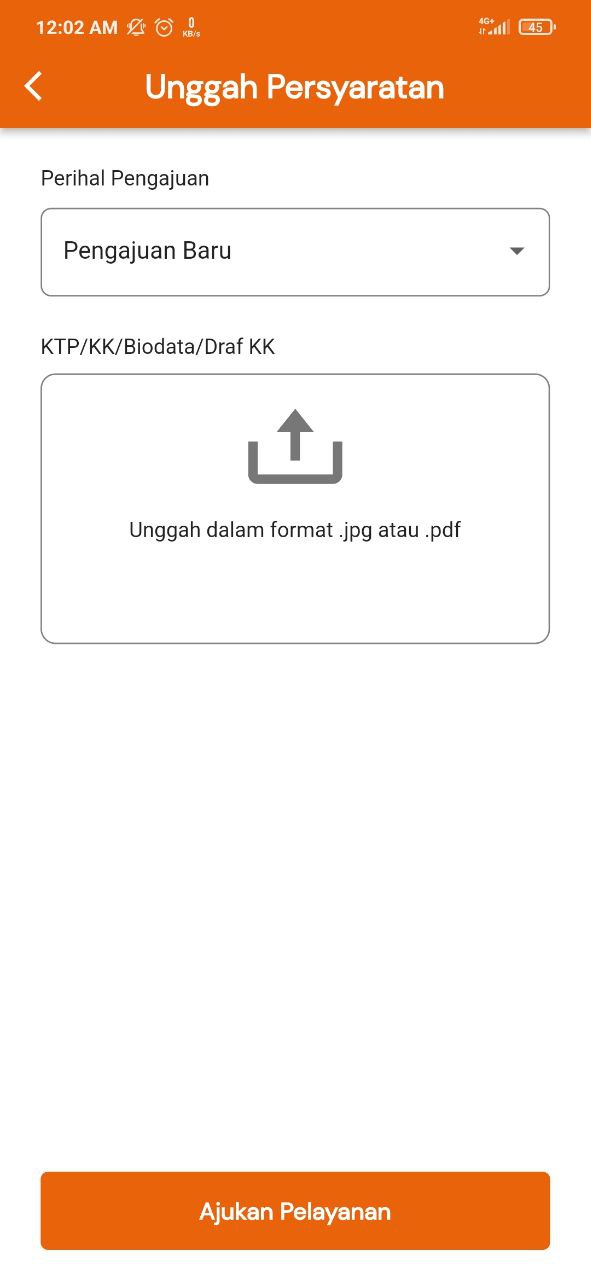 12:02 AM 0 KB/s 4G+ 45
Unggah Persyaratan
Perihal Pengajuan
Pengajuan Baru
KTP/KK/Biodata/Draf KK
Unggah dalam format .jpg atau .pdf
Ajukan Pelayanan